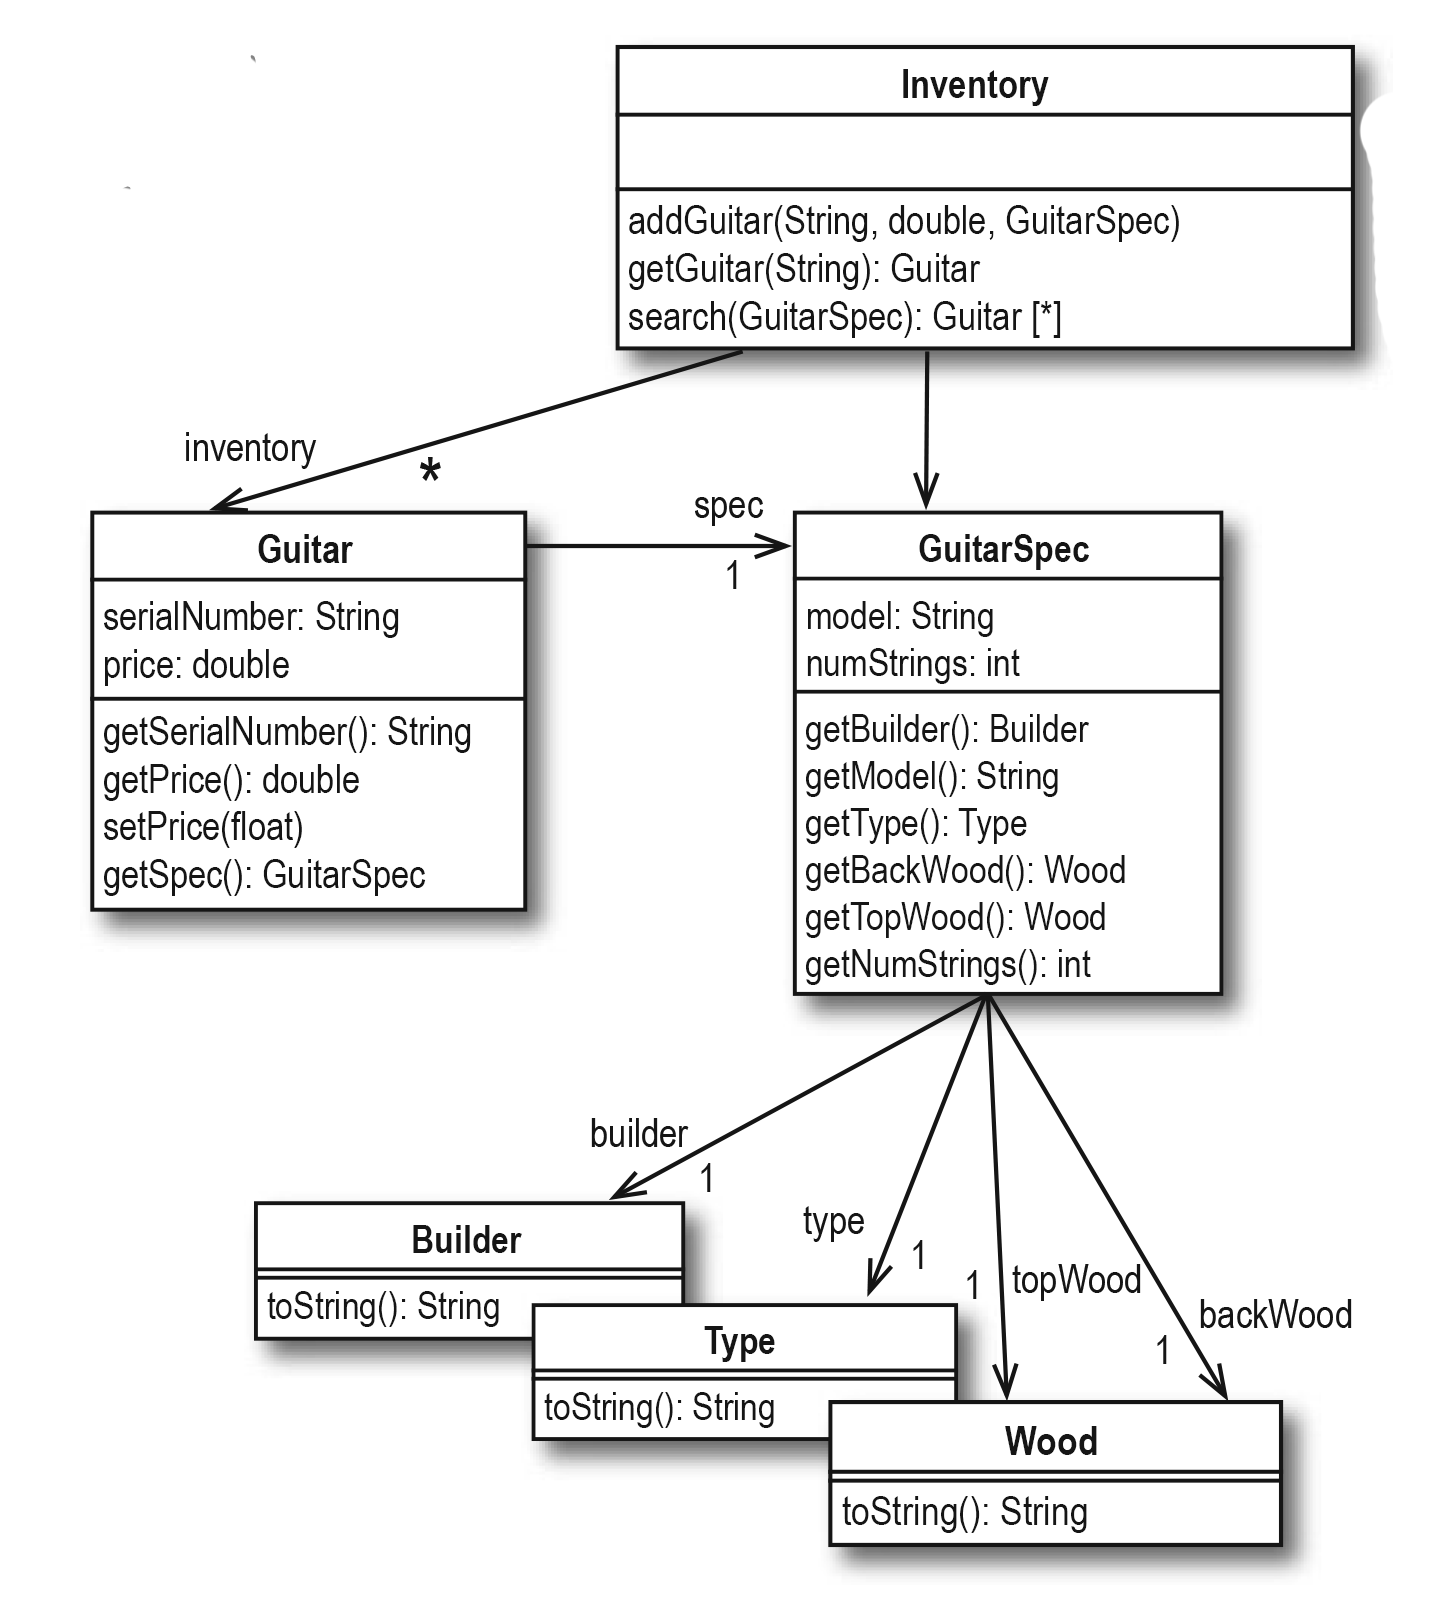 Inventory
addGuitar(String, double, GuitarSpec)
getGuitar(String): Guitar
search(GuitarSpec): Guitar [*]
inventory
*
spec
1
Guitar
serialNumber: String
price: double
getSerialNumber(): String
getPrice(): double
setPrice(float)
getSpec(): GuitarSpec
GuitarSpec
model: String
numStrings: int
getBuilder(): Builder
getModel(): String
getType(): Type
getBackWood(): Wood
getTopWood(): Wood
getNumStrings(): int
builder
1
type
1
1
topWood
backWood
1
Builder
toString(): String
Type
toString(): String
Wood
toString(): String